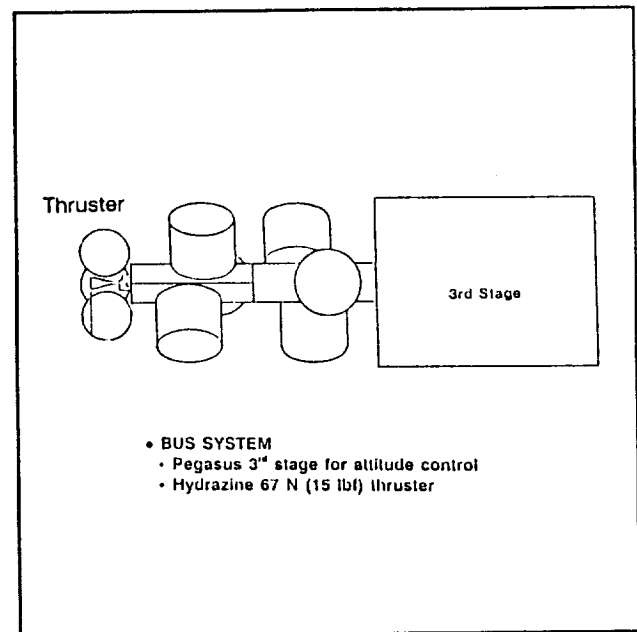 Thruster
3rd Stage
• BUS SYSTEM
• Pegasus 3rd stage for attitude control
• Hydrazine 67 N (15 lbf) thruster